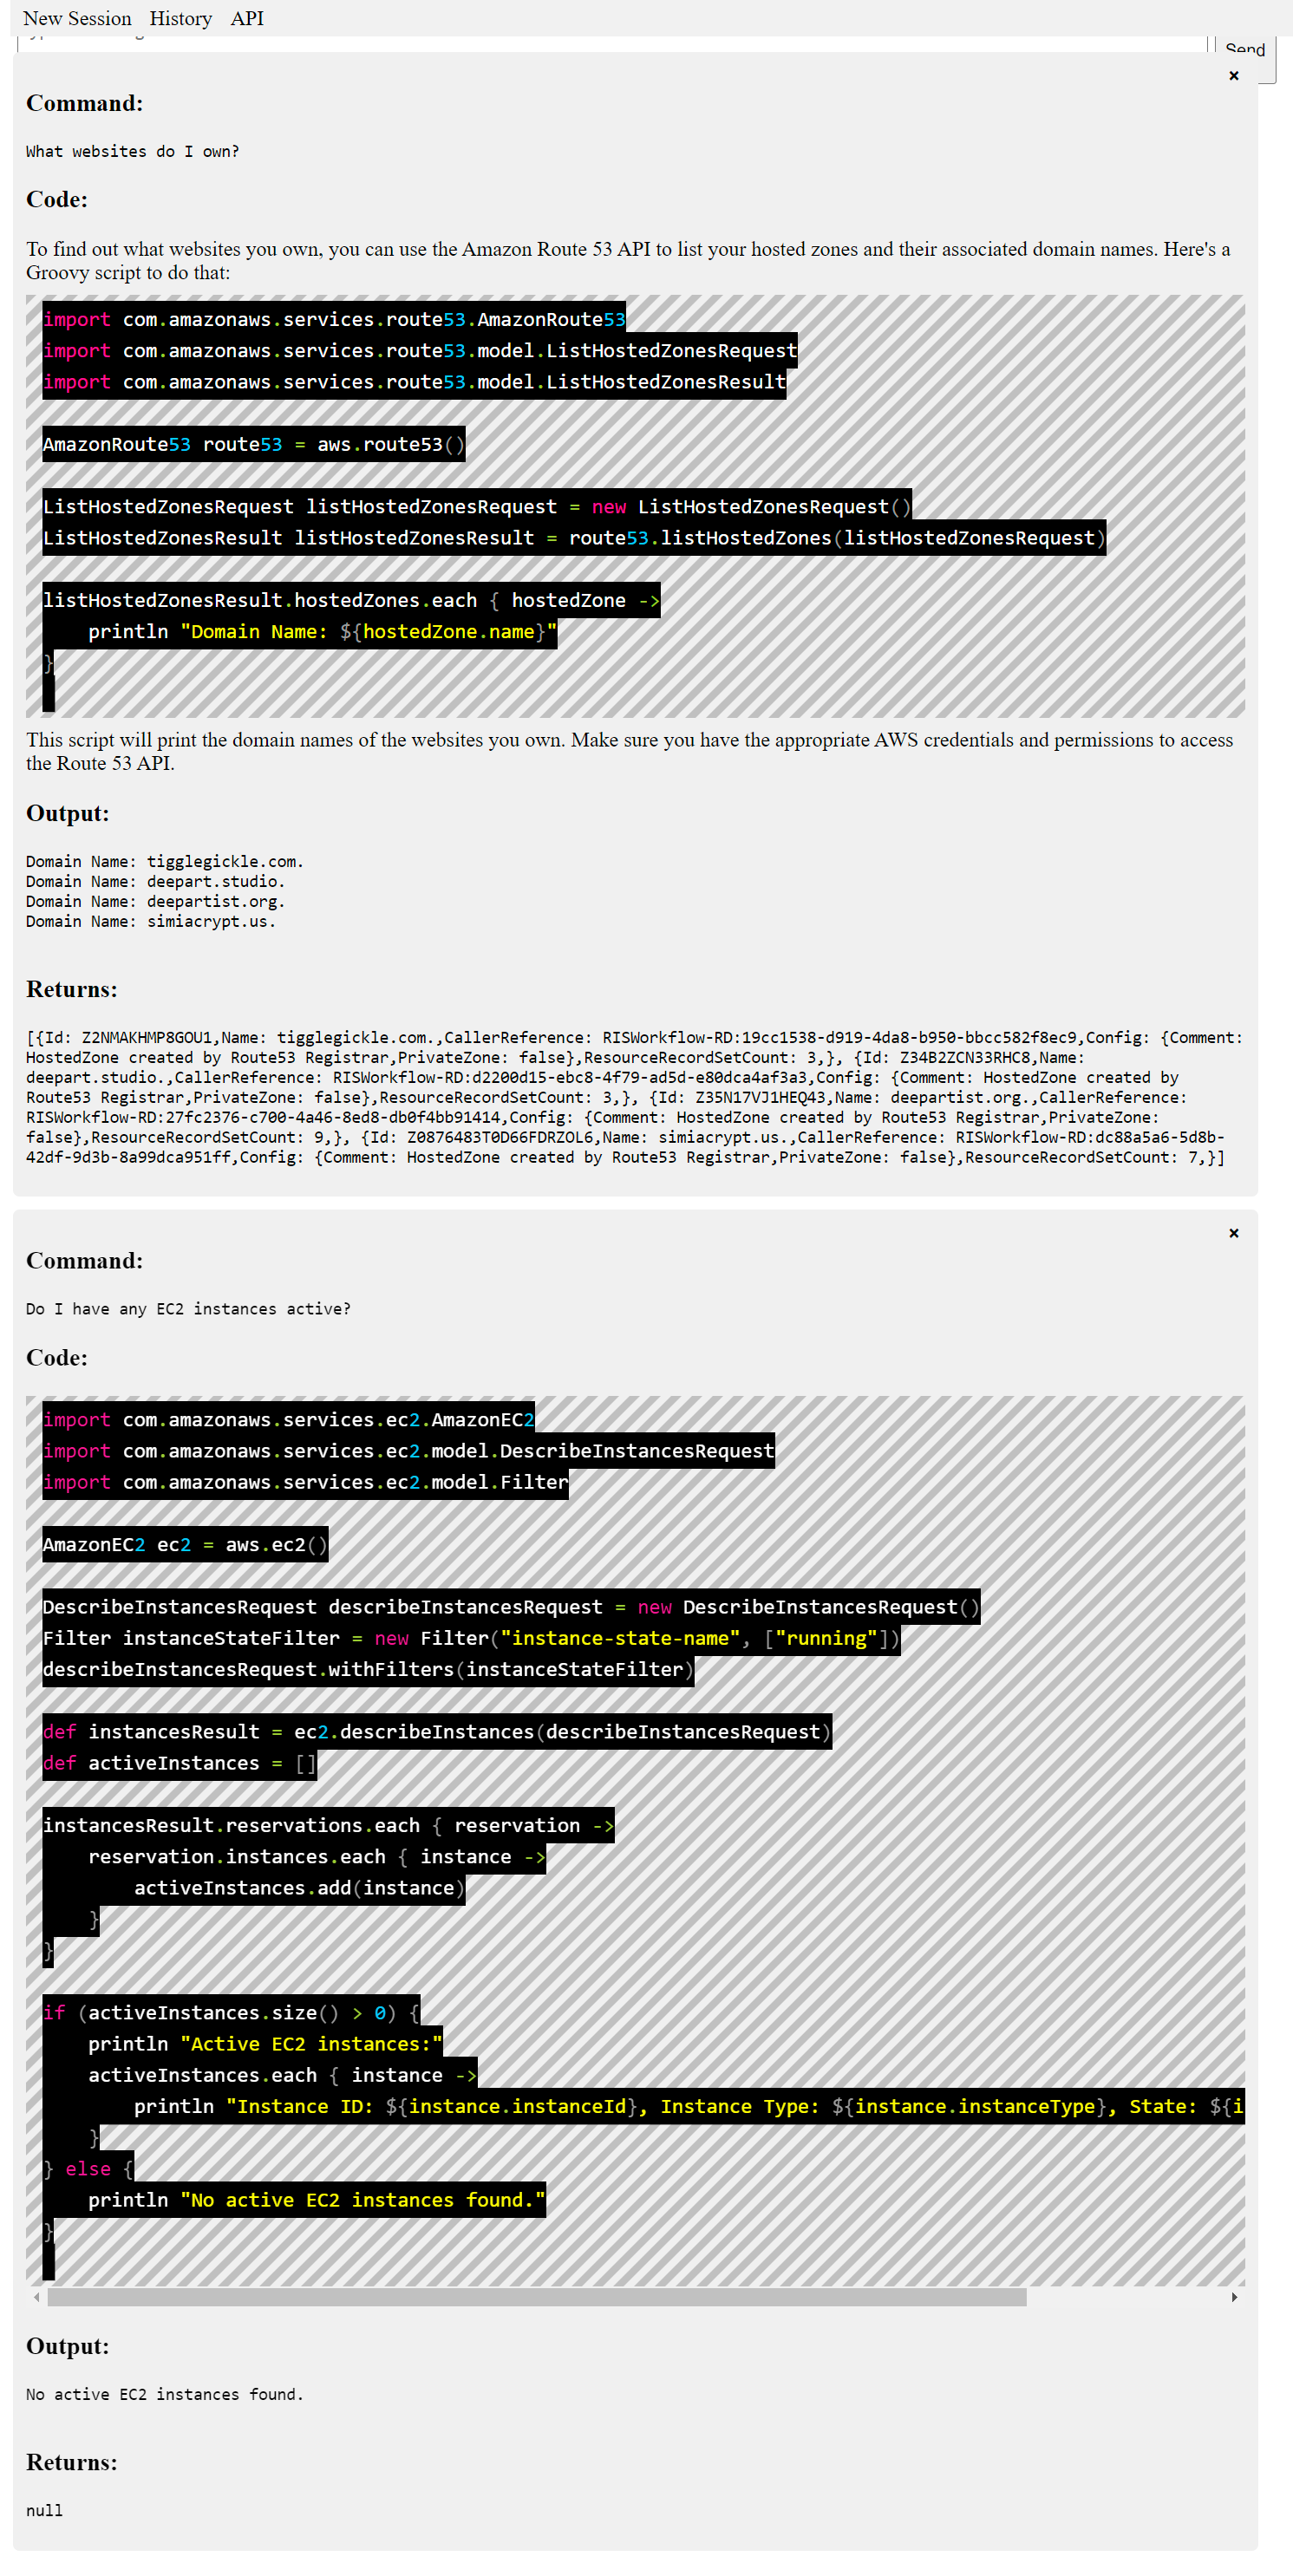 New Session History API
Send
×
Command:
What websites do I own?
Code:
To find out what websites you own, you can use the Amazon Route 53 API to list your hosted zones and their associated domain names. Here's a
Groovy script to do that:
import com.amazonaws.services.route53.AmazonRoute53
import com.amazonaws.services.route53.model.ListHostedZonesRequest
import com.amazonaws.services.route53.model.ListHostedZonesResult
AmazonRoute53 route53 = aws.route53()
ListHostedZonesRequest listHostedZonesRequest = new ListHostedZonesRequest()
ListHostedZonesResult listHostedZonesResult = route53.listHostedZones(listHostedZonesRequest)
listHostedZonesResult.hostedZones.each { hostedZone ->
    println "Domain Name: ${hostedZone.name}"
}
This script will print the domain names of the websites you own. Make sure you have the appropriate AWS credentials and permissions to access
the Route 53 API.
Output:
Domain Name: tigglegickle.com.
Domain Name: deepart.studio.
Domain Name: deepartist.org.
Domain Name: simiacrypt.us.
Returns:
[{Id: Z2NMAKHMP8GOU1,Name: tigglegickle.com.,CallerReference: RISWorkflow-RD:19cc1538-d919-4da8-b950-bbcc582f8ec9,Config: {Comment:
HostedZone created by Route53 Registrar,PrivateZone: false},ResourceRecordSetCount: 3,}, {Id: Z34B2ZCN33RHC8,Name:
deepart.studio.,CallerReference: RISWorkflow-RD:d2200d15-ebc8-4f79-ad5d-e80dca4af3a3,Config: {Comment: HostedZone created by
Route53 Registrar,PrivateZone: false},ResourceRecordSetCount: 3,}, {Id: Z35N17VJ1HEQ43,Name: deepartist.org.,CallerReference:
RISWorkflow-RD:27fc2376-c700-4a46-8ed8-db0f4bb91414,Config: {Comment: HostedZone created by Route53 Registrar,PrivateZone:
false},ResourceRecordSetCount: 9,}, {Id: Z0876483T0D66FDRZOL6,Name: simiacrypt.us.,CallerReference: RISWorkflow-RD:dc88a5a6-5d8b-
42df-9d3b-8a99dca951ff,Config: {Comment: HostedZone created by Route53 Registrar,PrivateZone: false},ResourceRecordSetCount: 7,}]
×
Command:
Do I have any EC2 instances active?
Code:
import com.amazonaws.services.ec2.AmazonEC2
import com.amazonaws.services.ec2.model.DescribeInstancesRequest
import com.amazonaws.services.ec2.model.Filter
AmazonEC2 ec2 = aws.ec2()
DescribeInstancesRequest describeInstancesRequest = new DescribeInstancesRequest()
Filter instanceStateFilter = new Filter("instance-state-name", ["running"])
describeInstancesRequest.withFilters(instanceStateFilter)
def instancesResult = ec2.describeInstances(describeInstancesRequest)
def activeInstances = []
instancesResult.reservations.each { reservation ->
    reservation.instances.each { instance ->
        activeInstances.add(instance)
    }
}
if (activeInstances.size() > 0) {
    println "Active EC2 instances:"
    activeInstances.each { instance ->
        println "Instance ID: ${instance.instanceId}, Instance Type: ${instance.instanceType}, State: ${i
    }
} else {
    println "No active EC2 instances found."
}
Output:
No active EC2 instances found.
Returns:
null